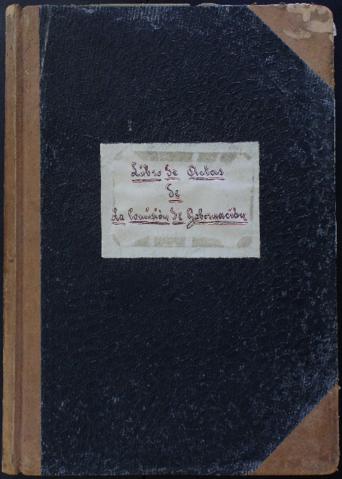 Libro de Actas
de
La Comisión de Gobernación